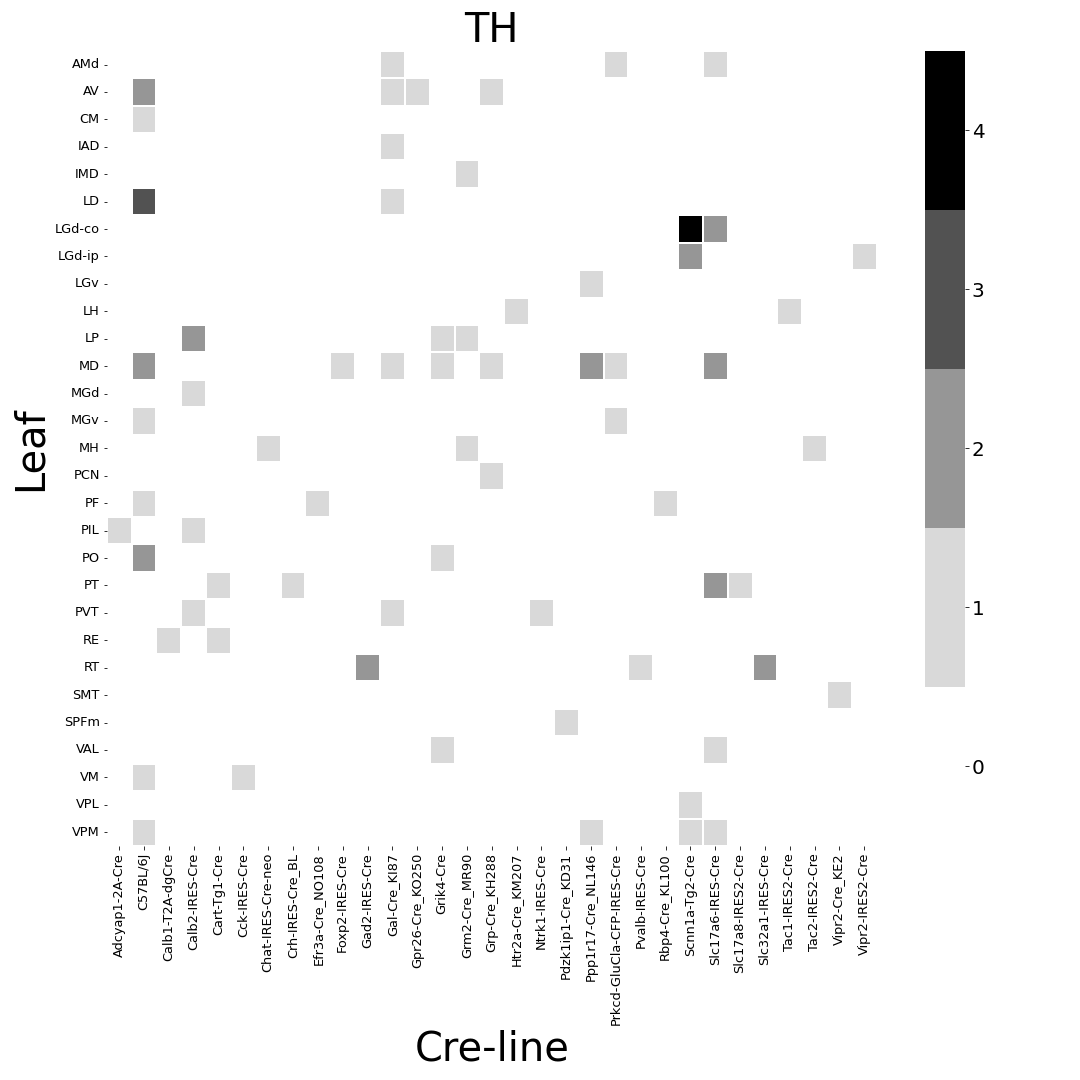 TH
Leaf
AMd
AV
CM
IAD
IMD
LD
LGd-co
LGd-ip
LGv
LH
LP
MD
MGd
MGv
MH
PCN
PF
PIL
PO
PT
PVT
RE
RT
SMT
SPFm
VAL
VM
VPL
VPM
Adcyap1-2A-Cre
C57BL/6J
Calb1-T2A-dgCre
Calb2-IRES-Cre
Cart-Tg1-Cre
Cck-IRES-Cre
Chat-IRES-Cre-neo
Crh-IRES-Cre_BL
Efr3a-Cre_NO108
Foxp2-IRES-Cre
Gad2-IRES-Cre
Gal-Cre_KI87
Gpr26-Cre_KO250
Grik4-Cre
Grm2-Cre_MR90
Grp-Cre_KH288
Htr2a-Cre_KM207
Ntrk1-IRES-Cre
Pdzk1ip1-Cre_KD31
Ppp1r17-Cre_NL146
Prkcd-GluCla-CFP-IRES-Cre
Pvalb-IRES-Cre
Rbp4-Cre_KL100
Scnn1a-Tg2-Cre
Slc17a6-IRES-Cre
Slc17a8-IRES2-Cre
Slc32a1-IRES-Cre
Tac1-IRES2-Cre
Tac2-IRES2-Cre
Vipr2-Cre_KE2
Vipr2-IRES2-Cre
Cre-line
4
3
2
1
0